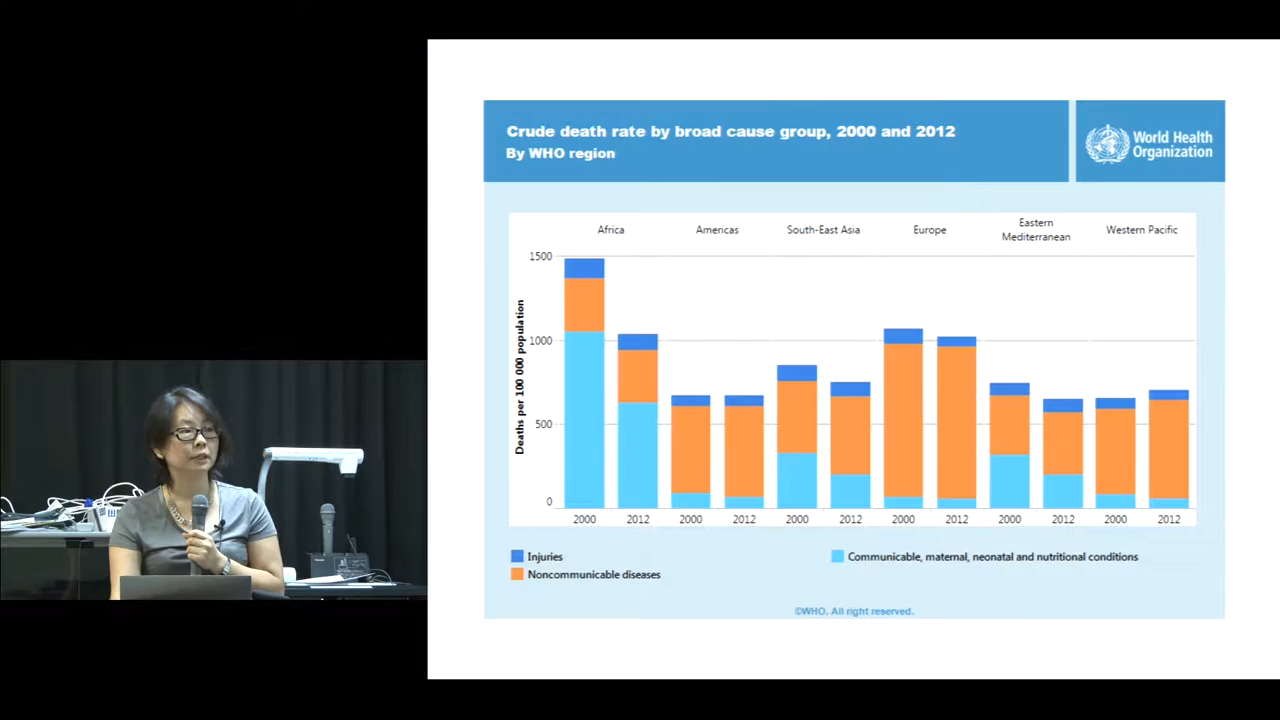 Crude death rate by broad cause group, 2000 and 2012
By WHO region
World Health
Organization
Africa
Americas
South-East Asia
Europe
Eastern
Mediterranean
Western Pacific
Deaths per 100 000 population
1500
1000
500
0
2000
2012
2000
2012
2000
2012
2000
2012
2000
2012
2000
2012
Injuries
Noncommunicable diseases
Communicable, maternal, neonatal and nutritional conditions
©WHO. All right reserved.